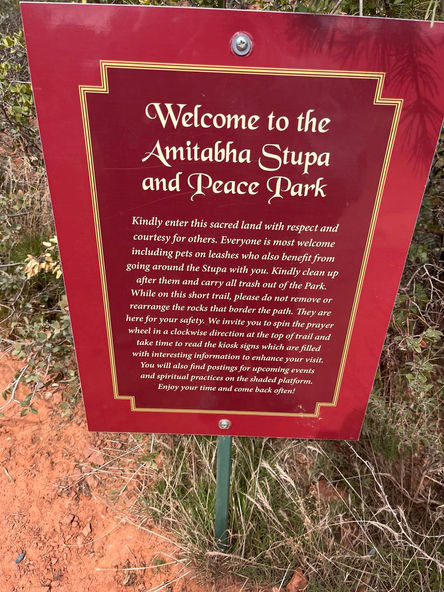 Welcome to the
Amitabha Stupa
and Peace Park
Kindly enter this sacred land with respect and
courtesy for others. Everyone is most welcome
including pets on leashes who also benefit from
going around the Stupa with you. Kindly clean up
after them and carry all trash out of the Park.
While on this short trail, please do not remove or
rearrange the rocks that border the path. They are
here for your safety. We invite you to spin the prayer
wheel in a clockwise direction at the top of trail and
take time to read the kiosk signs which are filled
with interesting information to enhance your visit.
You will also find postings for upcoming events
and spiritual practices on the shaded platform.
Enjoy your time and come back often!